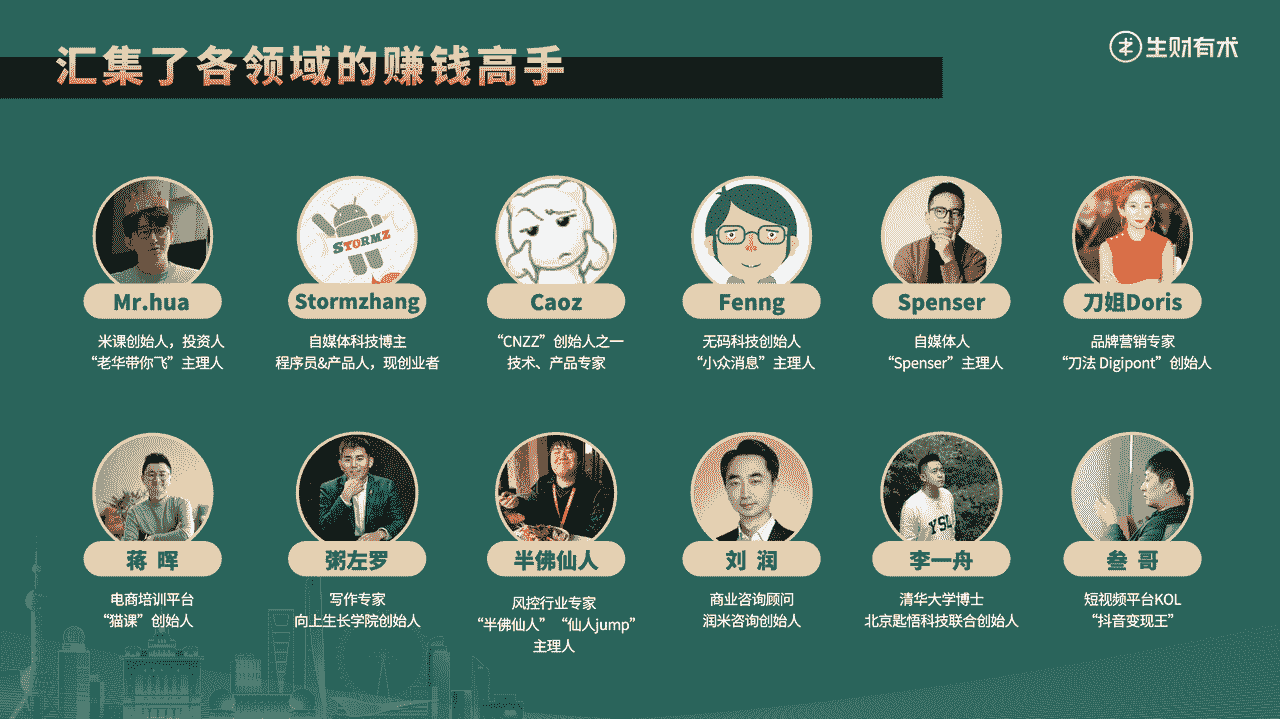 汇集了各领域的赚钱高手
生财有术
STORMZ
Mr.hua
Stormzhang
Caoz
Fenng
Spenser
刀姐Doris
米课创始人，投资人
“老华带你飞”主理人
自媒体科技博主
程序员&产品人，现创业者
“CNZZ”创始人之一
技术、产品专家
无码科技创始人
“小众消息”主理人
自媒体人
“Spenser”主理人
品牌营销专家
“刀法 Digipont”创始人
YSL
蒋 晖
粥左罗
半佛仙人
刘 润
李一舟
叁 哥
电商培训平台
“猫课”创始人
写作专家
向上生长学院创始人
风控行业专家
“半佛仙人”“仙人jump”
主理人
商业咨询顾问
润米咨询创始人
清华大学博士
北京匙悟科技联合创始人
短视频平台KOL
“抖音变现王”